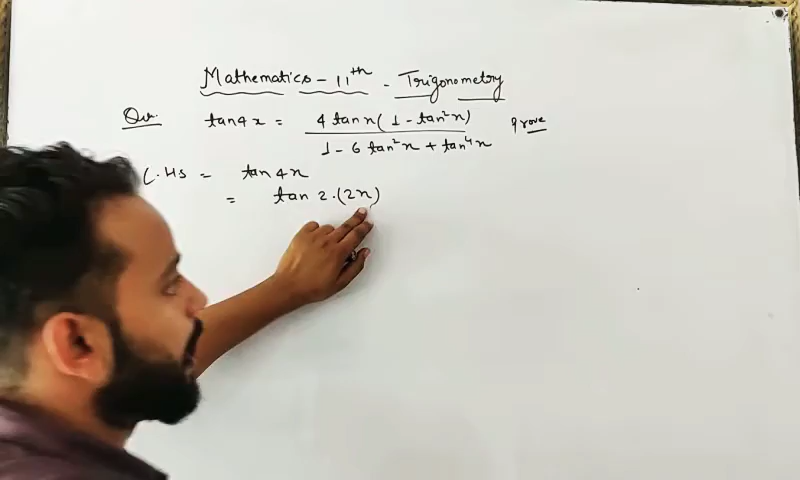 Mathematics - 11th - Trigonometry
Qu. tan4x = 4 tan x ( 1 - tan²x ) / 1 - 6 tan²x + tan⁴x prove
L.HS = tan 4x
= tan 2.(2x)